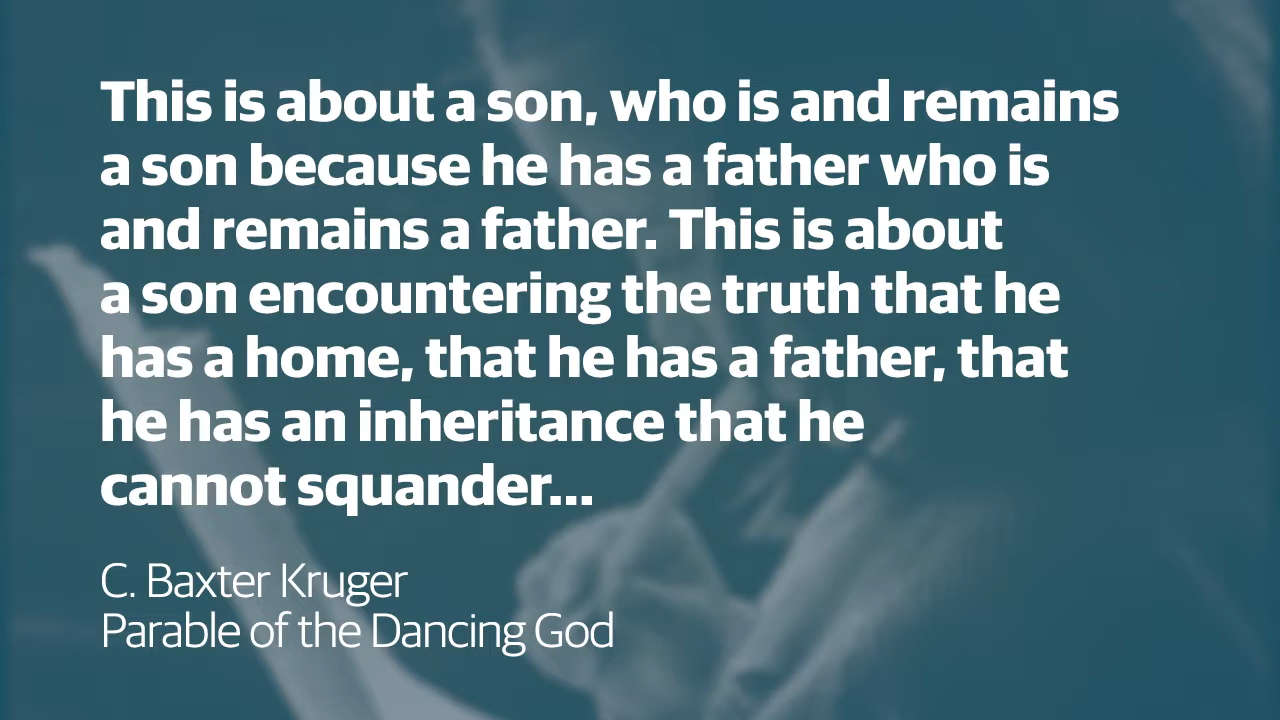 This is about a son, who is and remains
a son because he has a father who is
and remains a father. This is about
a son encountering the truth that he
has a home, that he has a father, that
he has an inheritance that he
cannot squander...
C. Baxter Kruger
Parable of the Dancing God